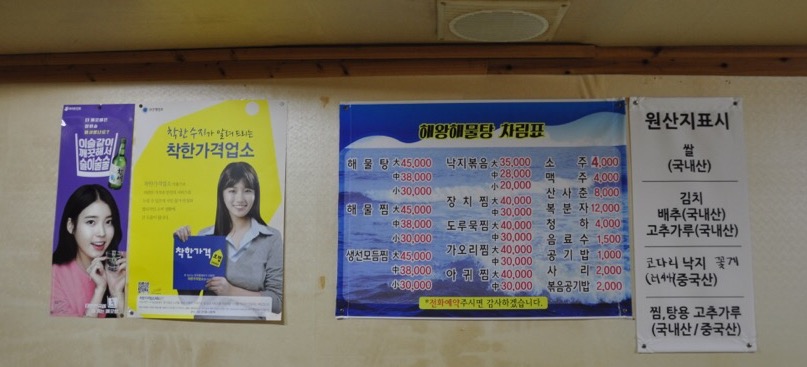 이슬같이
깨끗해서
술이술술
착한 수지가 알려 드리는
착한가격업소
착한가격
해왕해물탕 차림표
해 물 탕 大45,000
中38,000
小30,000
해 물 찜 大45,000
中38,000
小30,000
생선모듬찜 大45,000
中38,000
小30,000
낙지볶음 大35,000
中28,000
小20,000
장 치 찜 大40,000
中30,000
도루묵찜 大40,000
中30,000
가오리찜 大40,000
中30,000
아 귀 찜 大40,000
中30,000
소 주 4,000
맥 주 4,000
산 사 춘 8,000
복 분 자 12,000
청 하 4,000
음 료 수 1,500
공 기 밥 1,000
사 리 2,000
볶음공기밥 2,000
*전화예약주시면 감사하겠습니다.
원산지표시
쌀
(국내산)
김치
배추(국내산)
고추가루(국내산)
코다리 낙지 꽃게
(중국산)
찜,탕용 고추가루
(국내산/중국산)